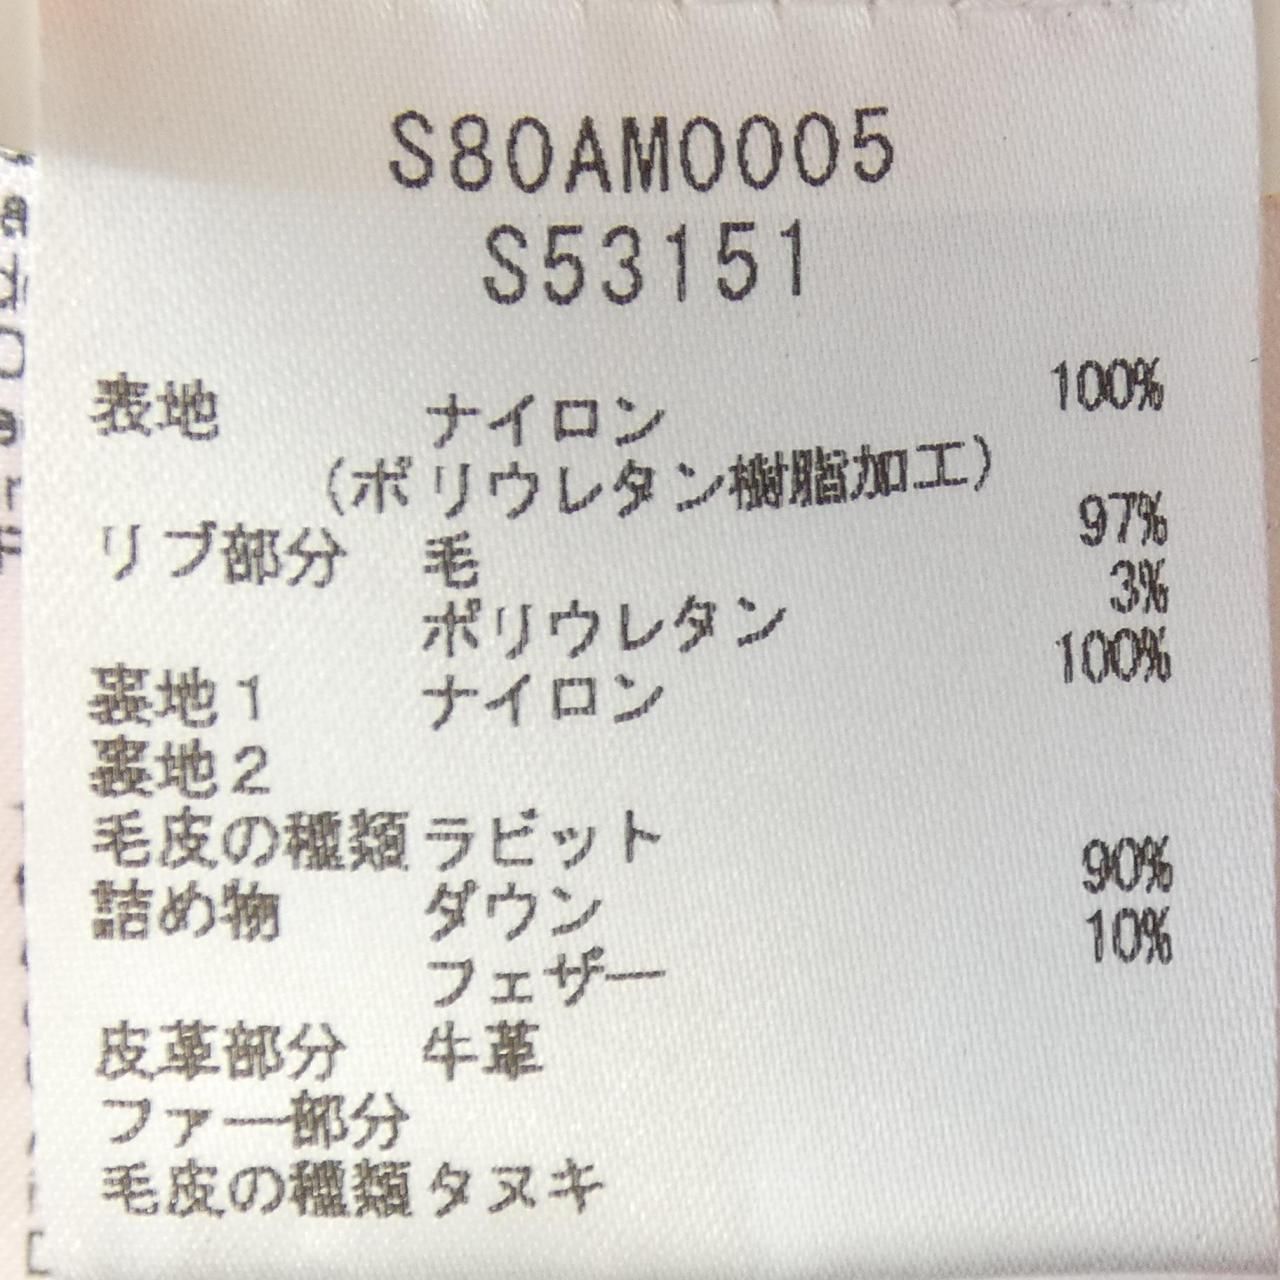 S80AM0005
S53151
表地 ナイロン 100%
(ポリウレタン樹脂加工)
リブ部分 毛 97%
ポリウレタン 3%
裏地1 ナイロン 100%
裏地2
毛皮の種類 ラビット
詰め物 ダウン 90%
フェザー 10%
皮革部分 牛革
ファー部分
毛皮の種類 タヌキ